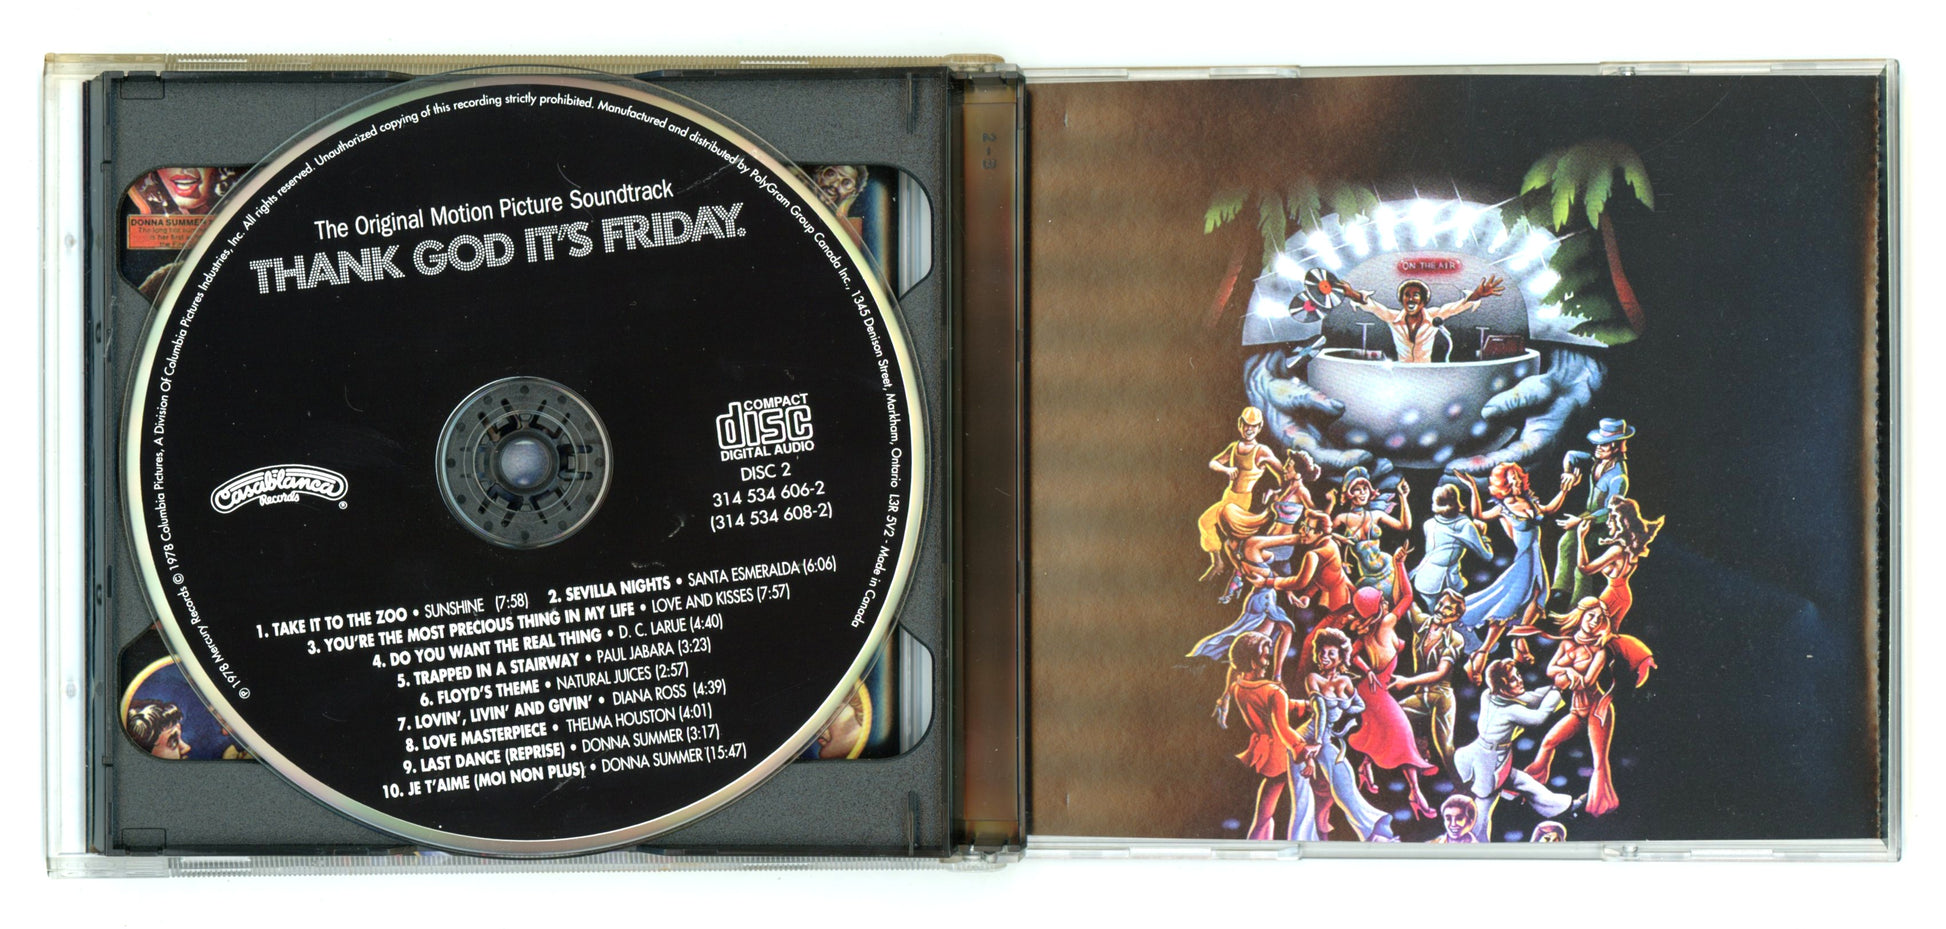 ℗ 1978 Mercury Records © 1978 Columbia Pictures, A Division Of Columbia Pictures Industries, Inc. All rights reserved. Unauthorized copying of this recording strictly prohibited. Manufactured and distributed by PolyGram Group Canada Inc., 1345 Denison Street, Markham, Ontario L3R 5V2 - Made in Canada
The Original Motion Picture Soundtrack
THANK GOD IT'S FRIDAY.
Casablanca
Records ®
COMPACT
disc
DIGITAL AUDIO
DISC 2
314 534 606-2
(314 534 608-2)
1. TAKE IT TO THE ZOO • SUNSHINE (7:58) 2. SEVILLA NIGHTS • SANTA ESMERALDA (6:06)
3. YOU'RE THE MOST PRECIOUS THING IN MY LIFE • LOVE AND KISSES (7:57)
4. DO YOU WANT THE REAL THING • D. C. LARUE (4:40)
5. TRAPPED IN A STAIRWAY • PAUL JABARA (3:23)
6. FLOYD'S THEME • NATURAL JUICES (2:57)
7. LOVIN', LIVIN' AND GIVIN' • DIANA ROSS (4:39)
8. LOVE MASTERPIECE • THELMA HOUSTON (4:01)
9. LAST DANCE (REPRISE) • DONNA SUMMER (3:17)
10. JE T'AIME (MOI NON PLUS) • DONNA SUMMER (15:47)
DONNA SUMMER
2-3
ON THE AIR